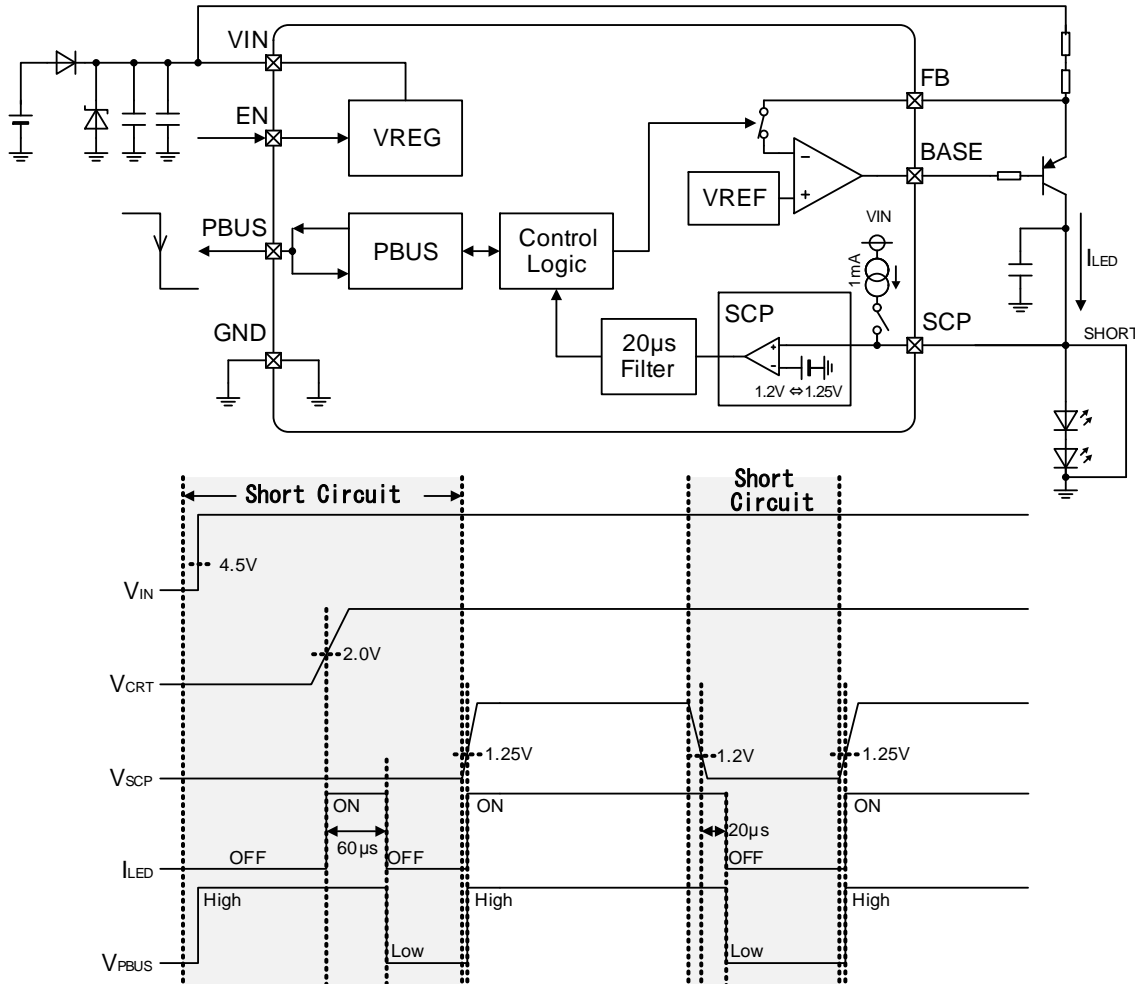 VIN
FB
EN
VREG
BASE
VREF
VIN
PBUS
PBUS
Control
Logic
1mA
ILED
GND
SCP
SCP
SHORT
20µs
Filter
1.2V ⇔1.25V
Short Circuit
Short
Circuit
4.5V
VIN
2.0V
VCRT
1.25V
1.2V
1.25V
VSCP
ON
ON
ON
60µs
20µs
OFF
OFF
OFF
ILED
High
High
High
Low
Low
VPBUS